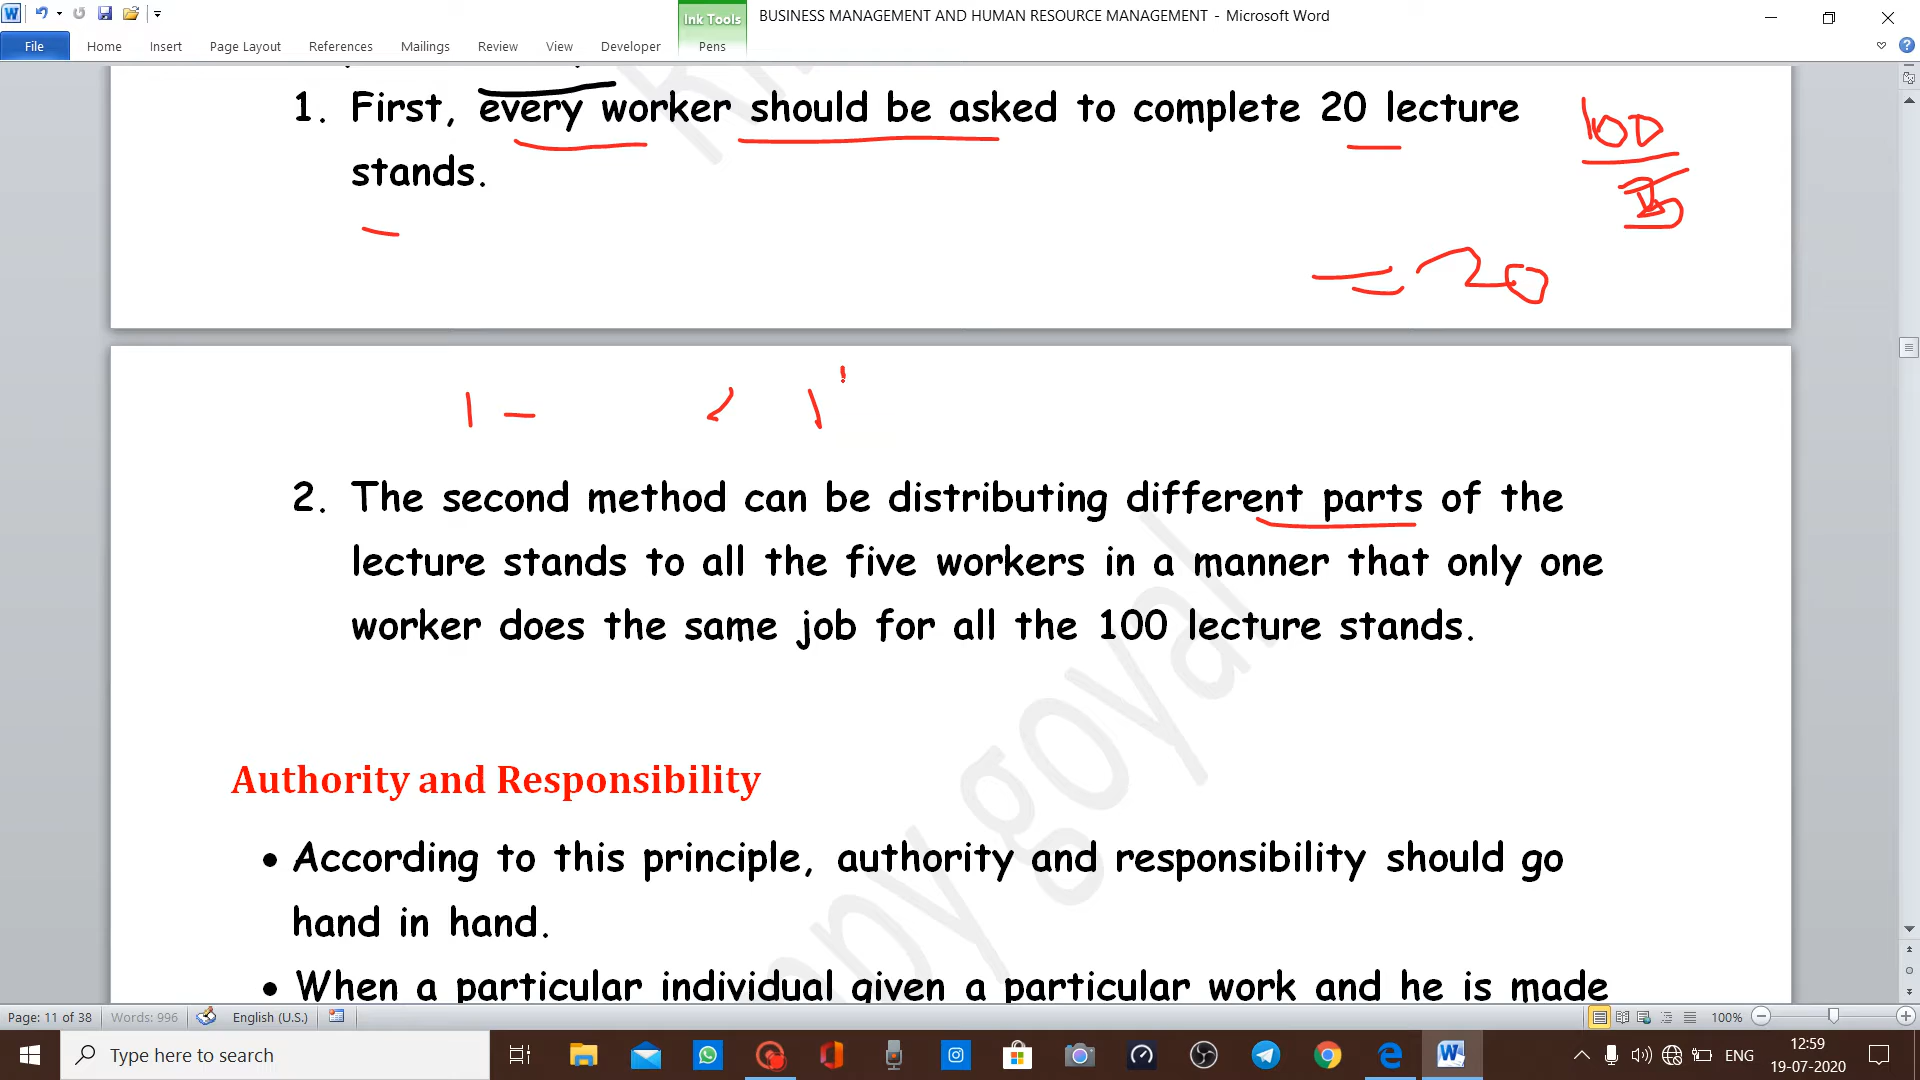 Ink Tools
BUSINESS MANAGEMENT AND HUMAN RESOURCE MANAGEMENT - Microsoft Word
File Home Insert Page Layout References Mailings Review View Developer Pens
1. First, every worker should be asked to complete 20 lecture
stands.
100
5
= 20
1 -
2. The second method can be distributing different parts of the
lecture stands to all the five workers in a manner that only one
worker does the same job for all the 100 lecture stands.
Authority and Responsibility
• According to this principle, authority and responsibility should go
hand in hand.
• When a particular individual given a particular work and he is made
goyal
Page: 11 of 38 Words: 996 English (U.S.) 100%
Type here to search
ENG
12:59
19-07-2020